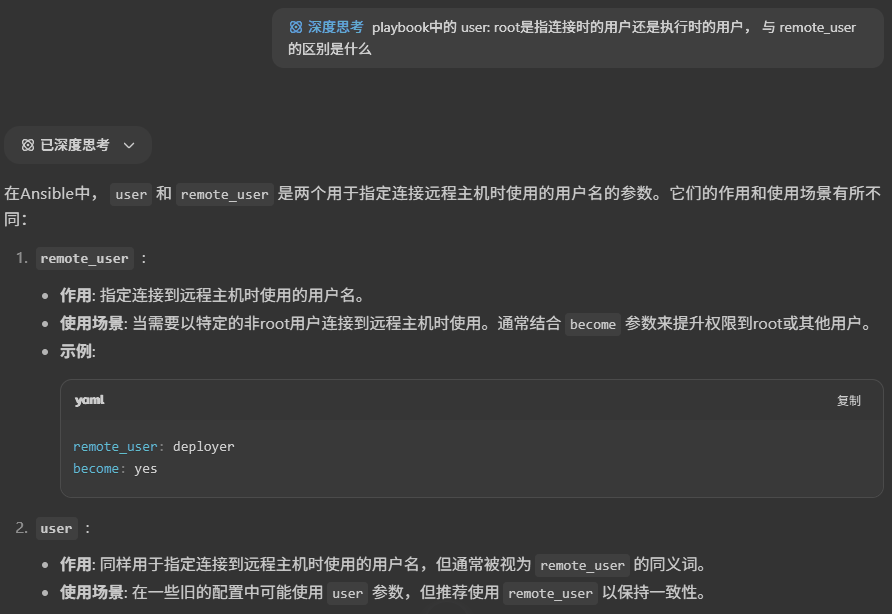 深度思考 playbook中的 user: root是指连接时的用户还是执行时的用户， 与 remote_user
的区别是什么
已深度思考
在Ansible中， user 和 remote_user 是两个用于指定连接远程主机时使用的用户名的参数。它们的作用和使用场景有所不
同：
1. remote_user ：
• 作用: 指定连接到远程主机时使用的用户名。
• 使用场景: 当需要以特定的非root用户连接到远程主机时使用。通常结合 become 参数来提升权限到root或其他用户。
• 示例:
yaml 复制
remote_user: deployer
become: yes
2. user ：
• 作用: 同样用于指定连接到远程主机时使用的用户名，但通常被视为 remote_user 的同义词。
• 使用场景: 在一些旧的配置中可能使用 user 参数，但推荐使用 remote_user 以保持一致性。